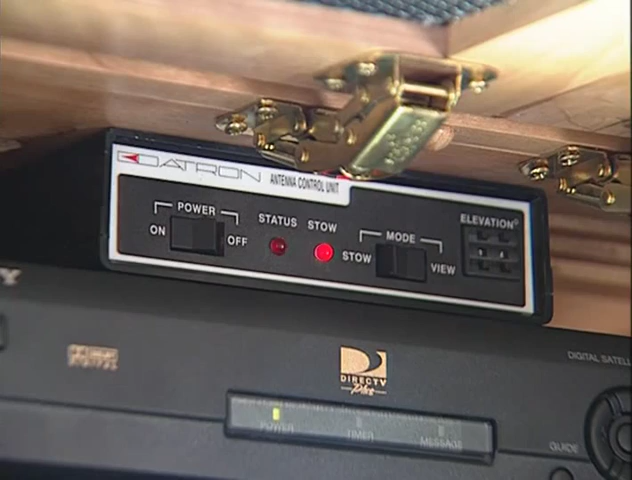 DATRON
ANTENNA CONTROL UNIT
POWER
ON
OFF
STATUS
STOW
MODE
STOW
VIEW
ELEVATION°
Y
DIGITAL
DIRECTV
Plus
DIGITAL SATELL
POWER
TIMER
MESSAGE
GUIDE